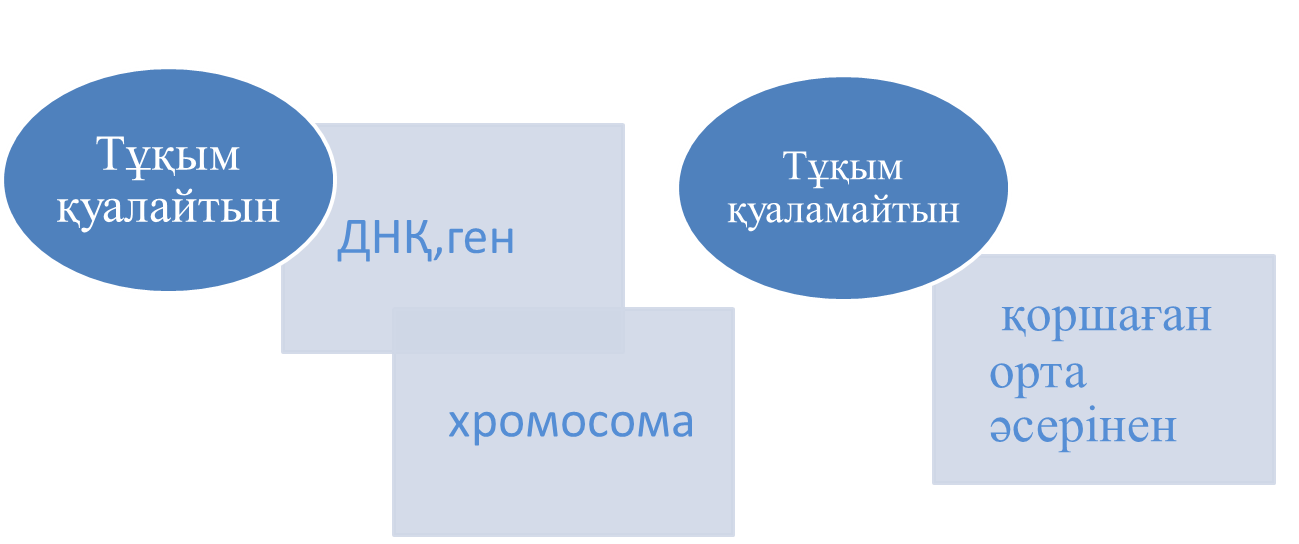 Тұқым
қуалайтын
ДНҚ,ген
хромосома
Тұқым
қуаламайтын
қоршаған
орта
әсерінен